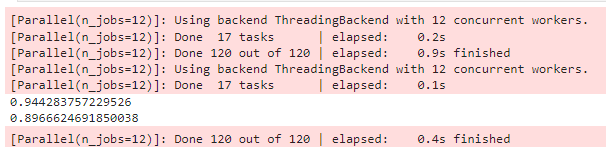 [Parallel(n_jobs=12)]: Using backend ThreadingBackend with 12 concurrent workers.
[Parallel(n_jobs=12)]: Done  17 tasks      | elapsed:    0.2s
[Parallel(n_jobs=12)]: Done 120 out of 120 | elapsed:    0.9s finished
[Parallel(n_jobs=12)]: Using backend ThreadingBackend with 12 concurrent workers.
[Parallel(n_jobs=12)]: Done  17 tasks      | elapsed:    0.1s
0.944283757229526
0.8966624691850038
[Parallel(n_jobs=12)]: Done 120 out of 120 | elapsed:    0.4s finished